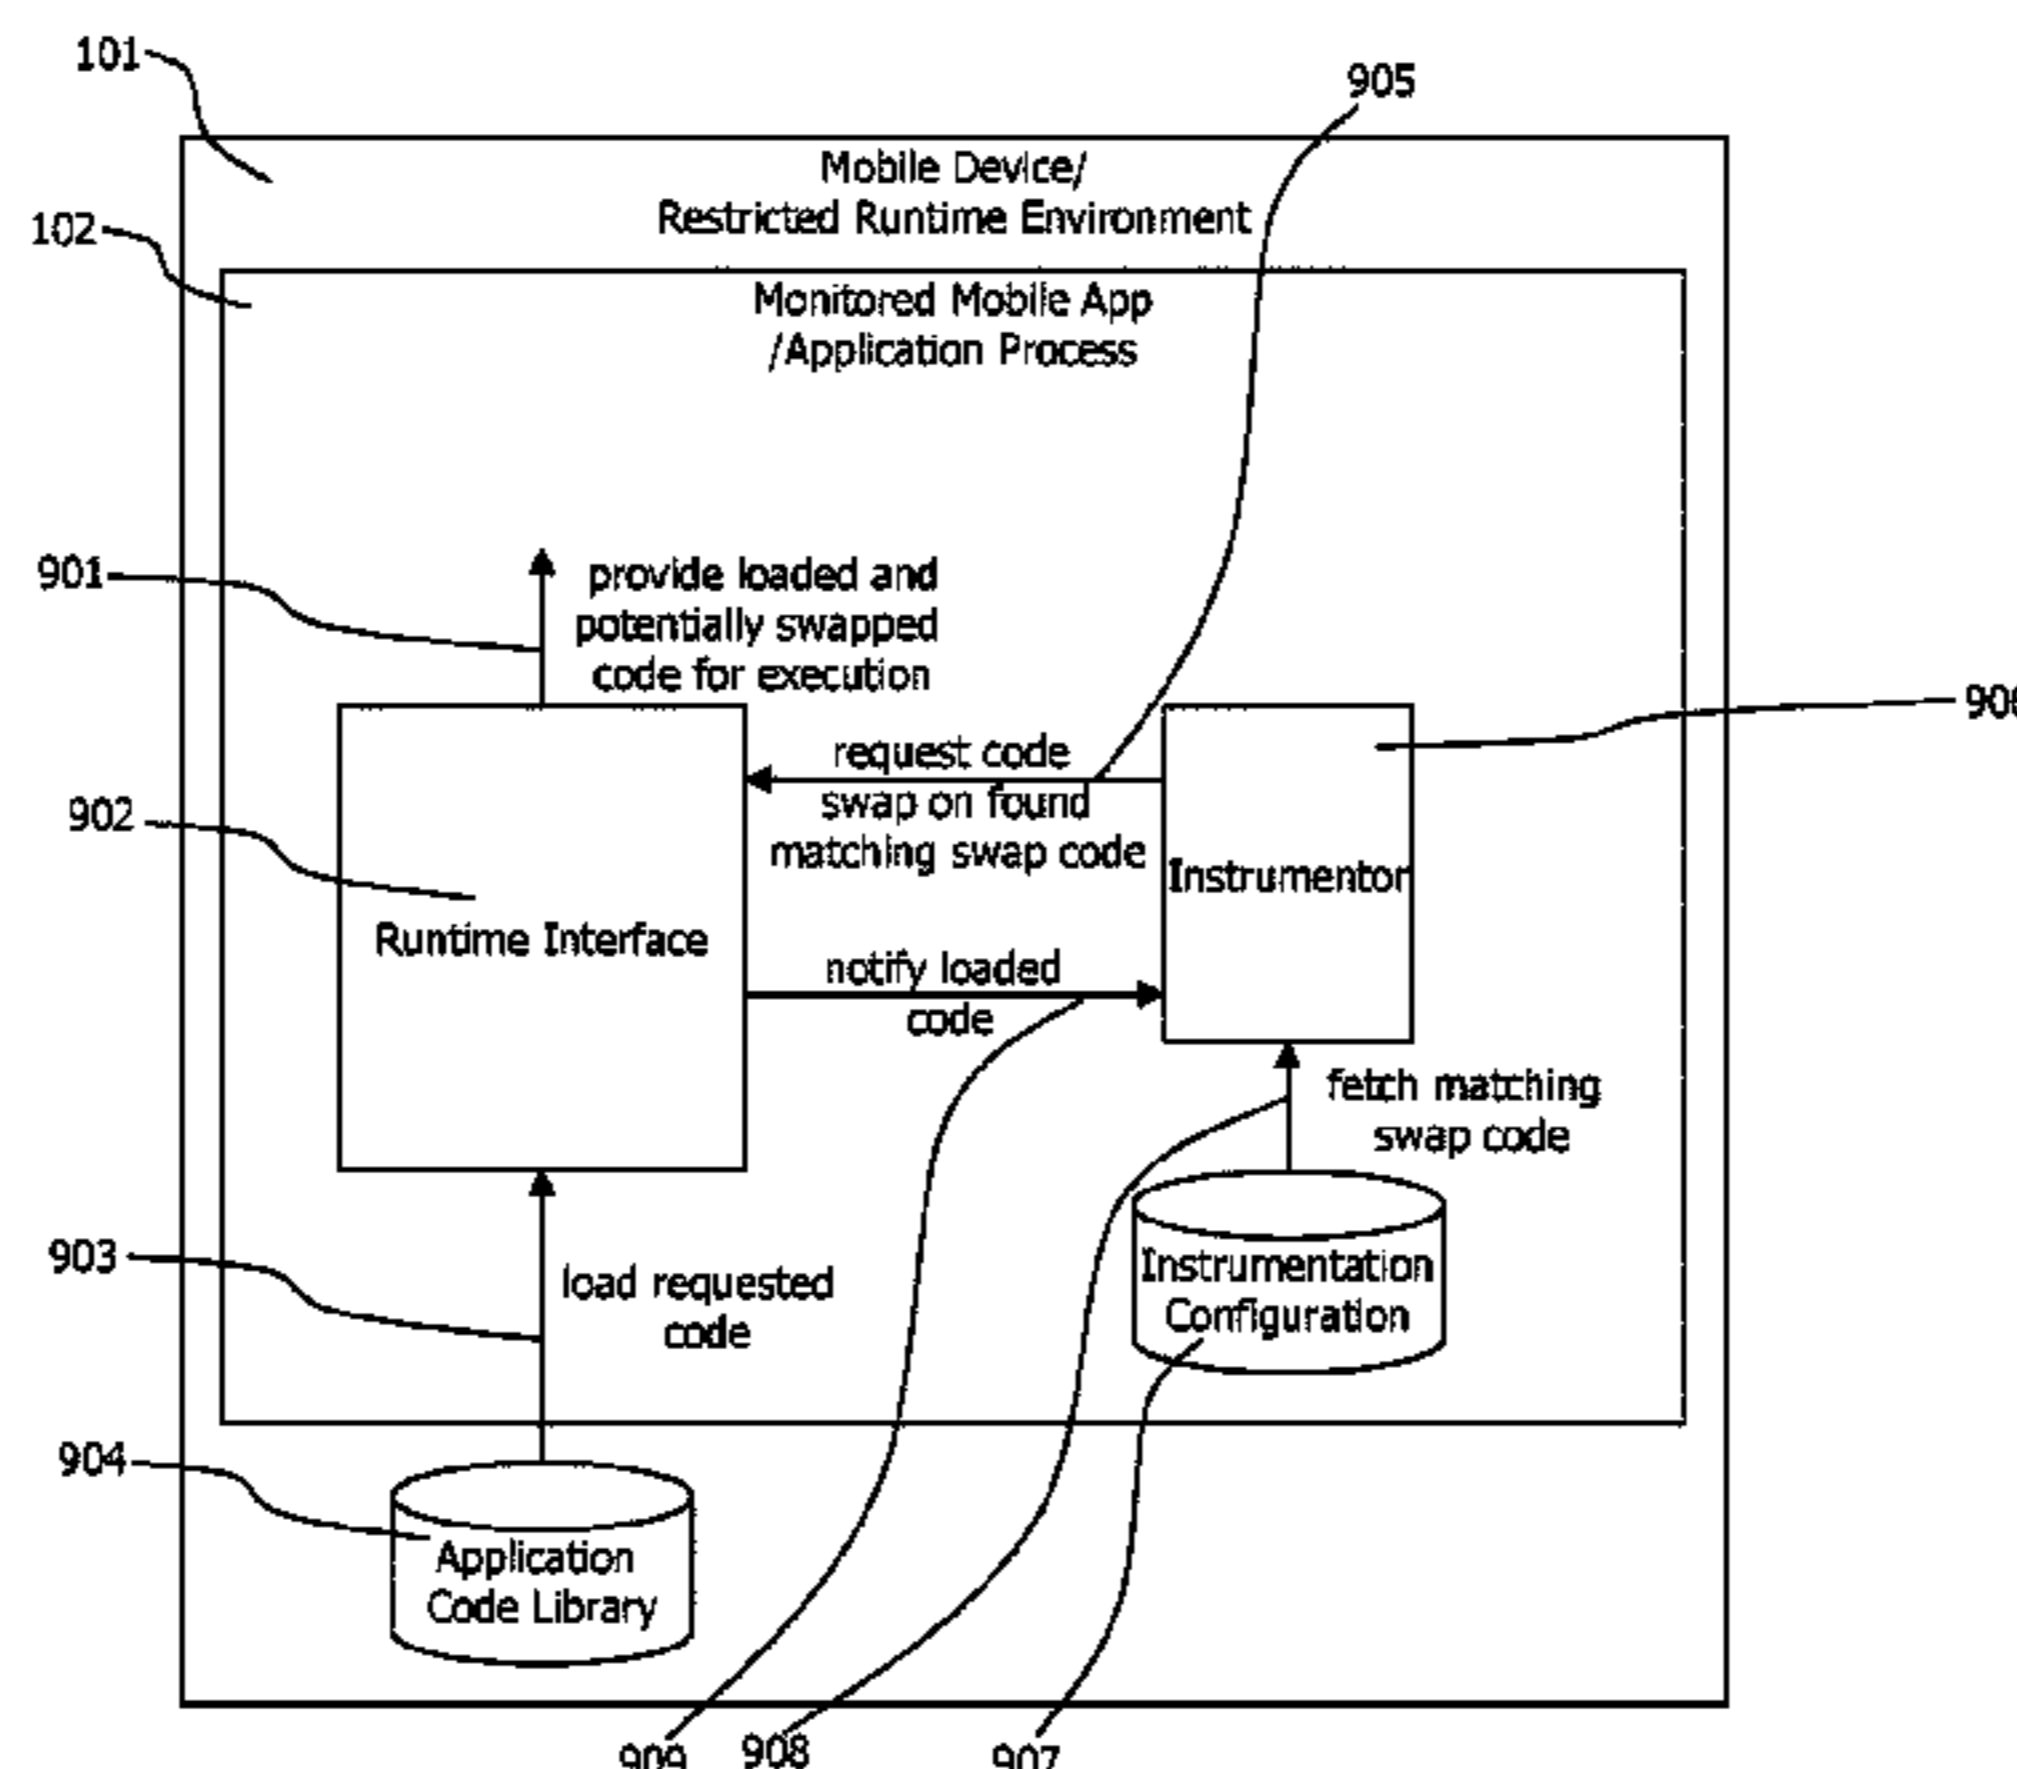 101
905
Mobile Device/
Restricted Runtime Environment
102
Monitored Mobile App
/Application Process
901
provide loaded and
potentially swapped
code for execution
906
request code
swap on found
matching swap code
902
Instrumentor
Runtime Interface
notify loaded
code
fetch matching
swap code
903
load requested
code
Instrumentation
Configuration
904
Application
Code Library
909
908
907